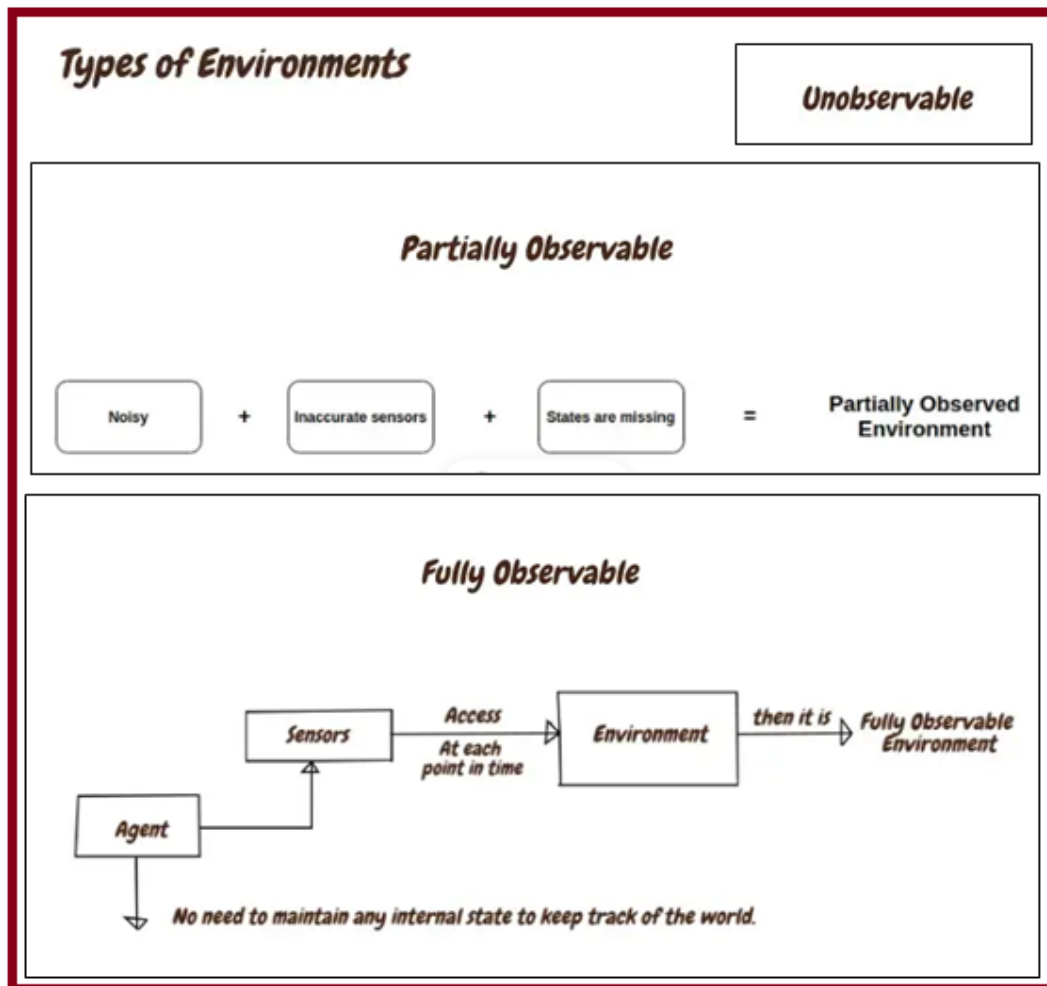 Types of Environments
Unobservable
Partially Observable
Noisy + Inaccurate sensors + States are missing = Partially Observed
Environment
Fully Observable
Sensors
Access
At each
point in time
Environment
then it is
Fully Observable
Environment
Agent
No need to maintain any internal state to keep track of the world.